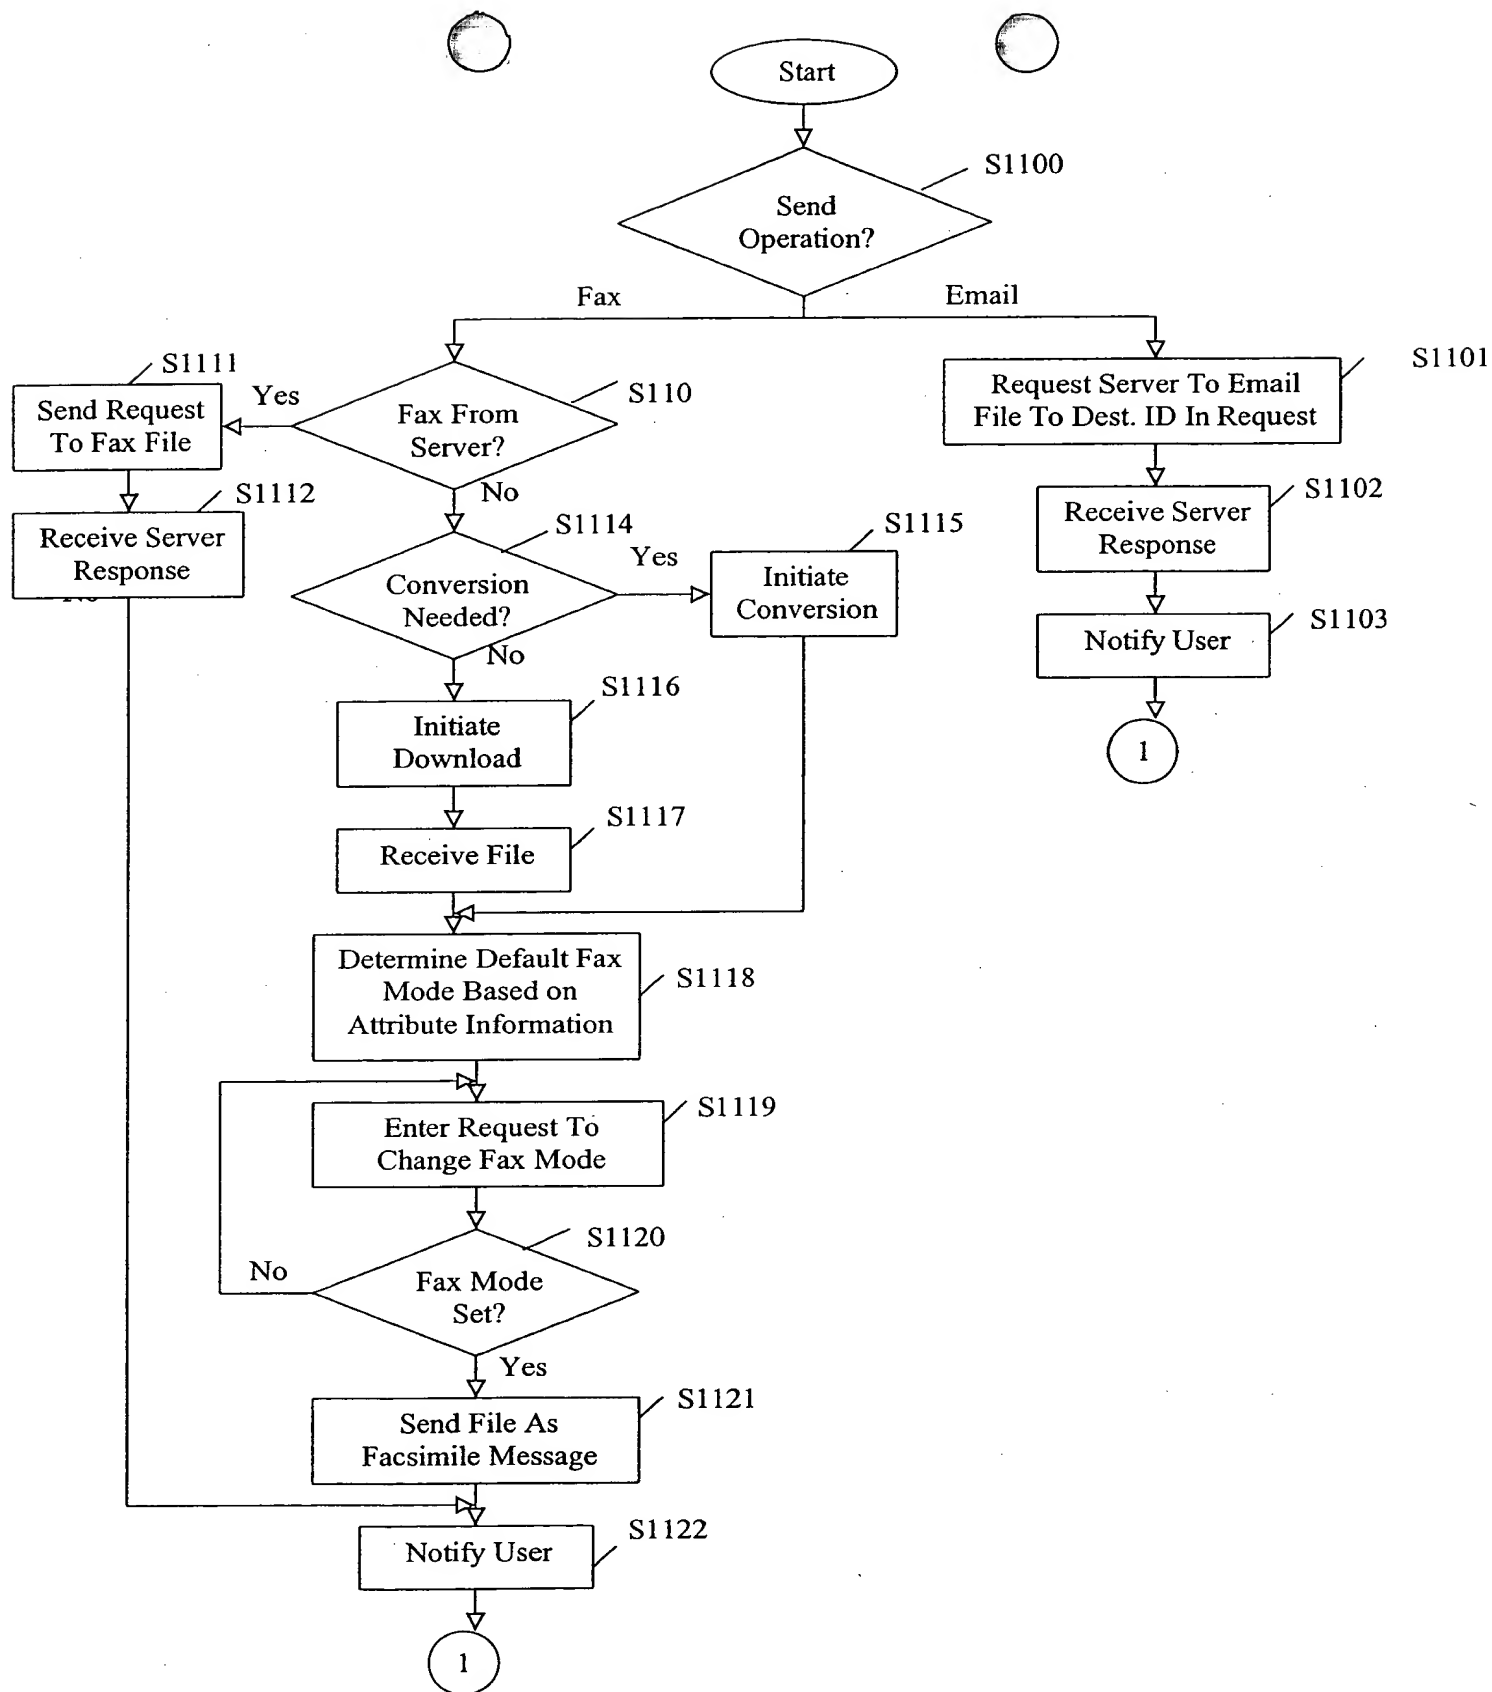 Start
S1100
Send
Operation?
Fax
Email
S1111
Send Request
To Fax File
Yes
S110
Fax From
Server?
No
S1101
Request Server To Email
File To Dest. ID In Request
S1112
Receive Server
Response
S1114
Conversion
Needed?
Yes
No
S1115
Initiate
Conversion
S1102
Receive Server
Response
S1103
Notify User
1
S1116
Initiate
Download
S1117
Receive File
Determine Default Fax
Mode Based on
Attribute Information
S1118
S1119
Enter Request To
Change Fax Mode
S1120
No
Fax Mode
Set?
Yes
S1121
Send File As
Facsimile Message
S1122
Notify User
1